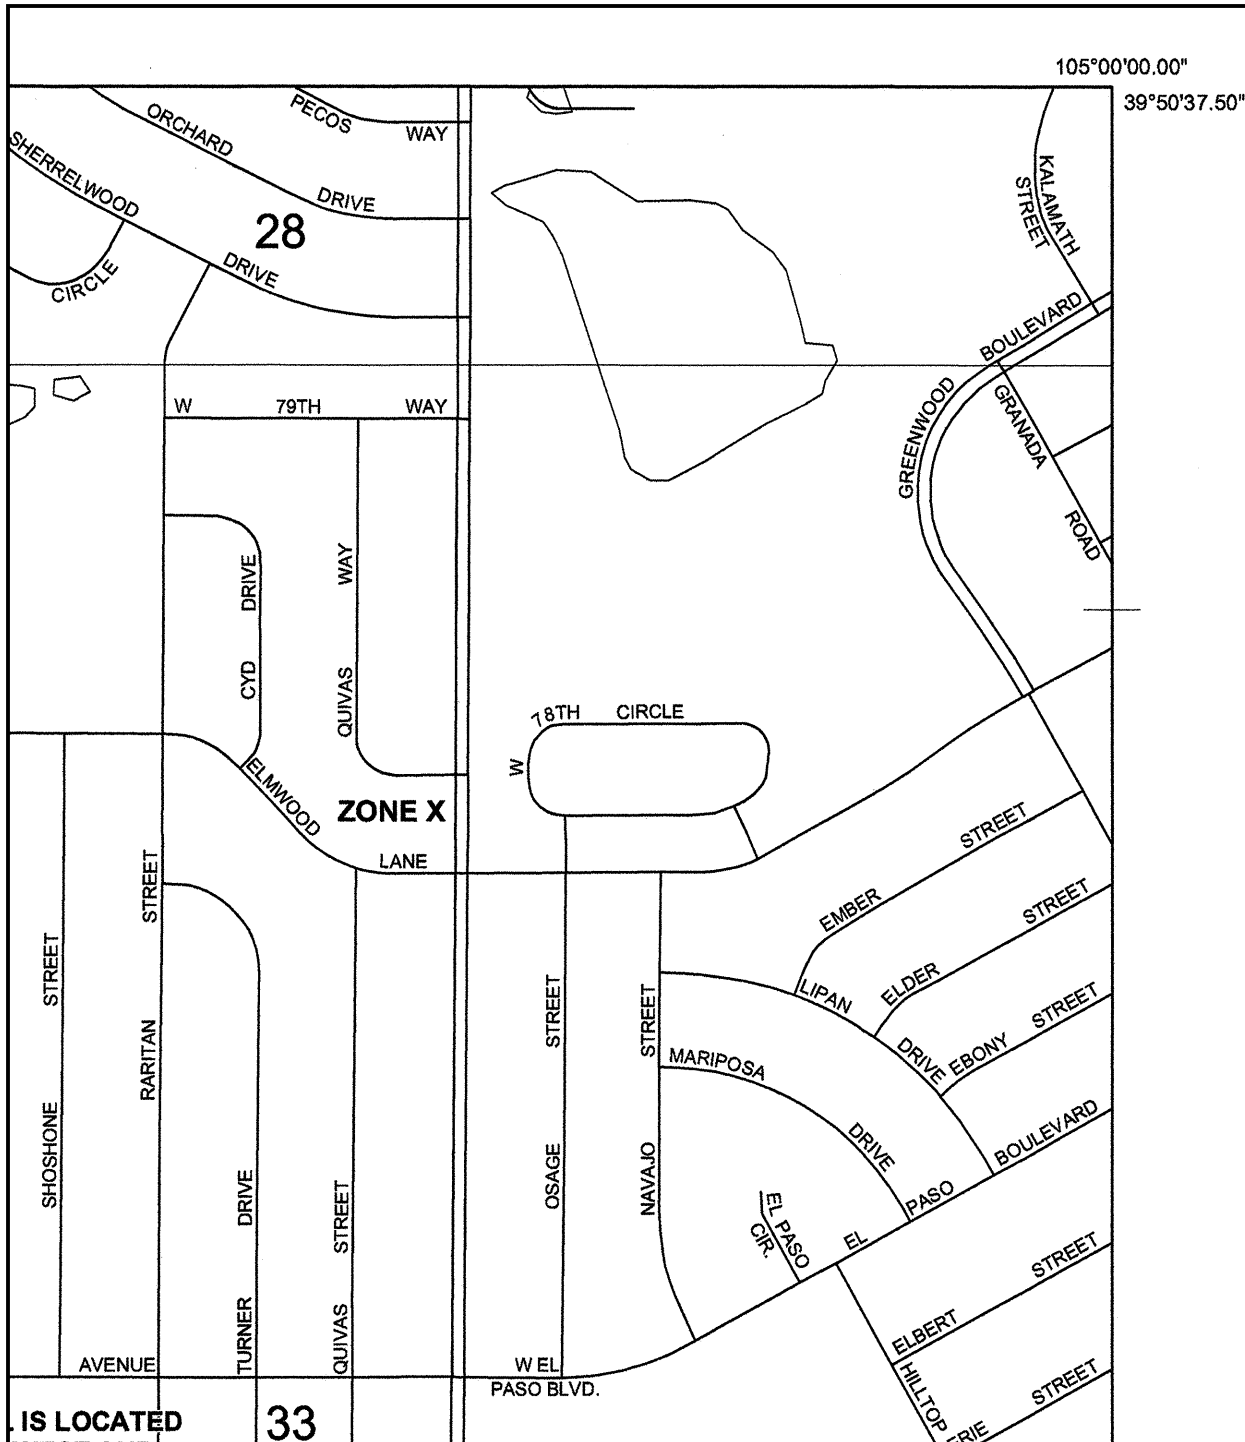 105°00'00.00"
39°50'37.50"
PECOS
WAY
ORCHARD
DRIVE
SHERRELWOOD
DRIVE
CIRCLE
28
KALAMATH
STREET
BOULEVARD
GREENWOOD
GRANADA
ROAD
W 79TH WAY
CYD DRIVE
QUIVAS WAY
W 78TH CIRCLE
ELMWOOD
LANE
ZONE X
SHOSHONE STREET
RARITAN STREET
TURNER DRIVE
QUIVAS STREET
OSAGE STREET
NAVAJO STREET
EMBER STREET
ELDER STREET
EBONY STREET
LIPAN DRIVE
MARIPOSA DRIVE
EL PASO
CIR.
EL PASO BOULEVARD
ELBERT STREET
HILLTOP
ERIE STREET
AVENUE
W EL
PASO BLVD.
. IS LOCATED
33